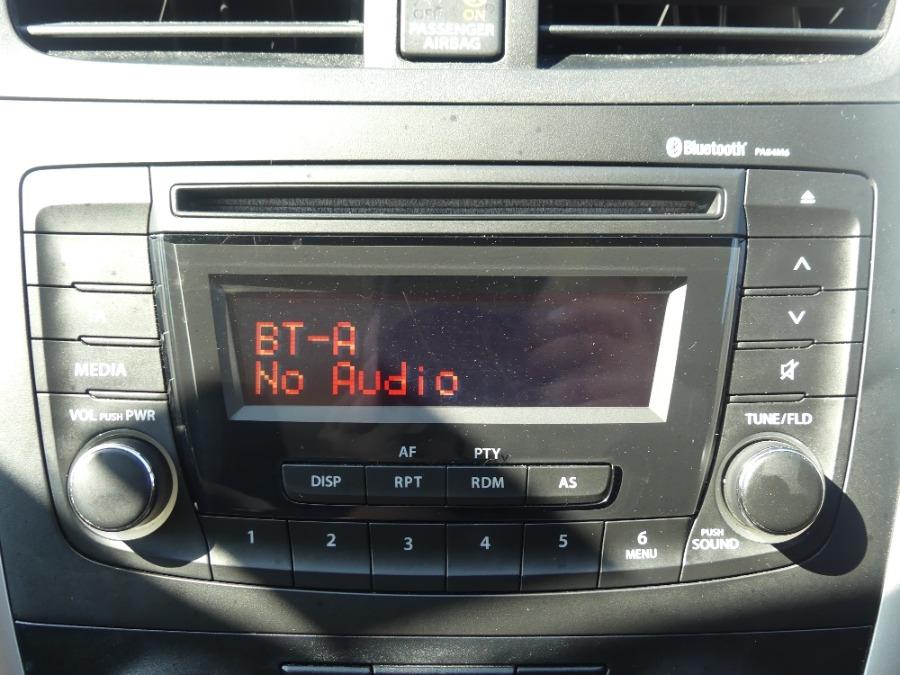 OFF ON
PASSENGER
AIRBAG
Bluetooth PA64M6
MEDIA
VOL PUSH PWR
BT-A
No Audio
TUNE/FLD
AF PTY
DISP RPT RDM AS
1 2 3 4 5 6
MENU
PUSH
SOUND